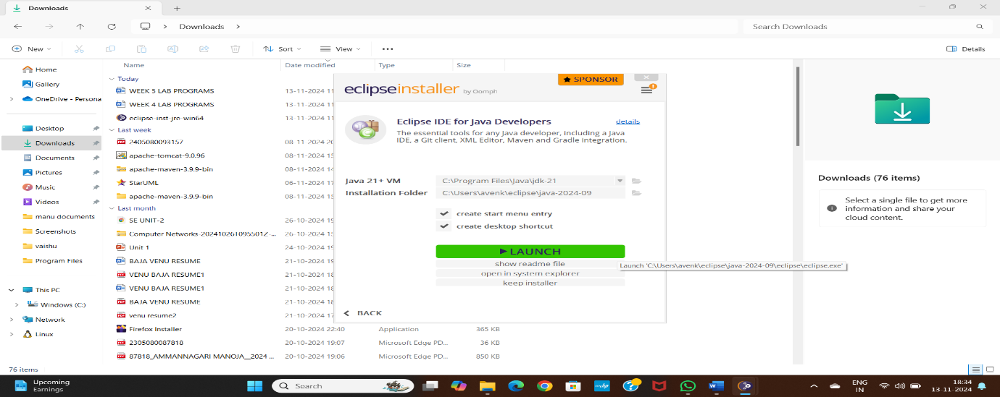 Downloads
Downloads
Search Downloads
New
Sort
View
Details
Name
Date modified
Type
Size
Home
Gallery
OneDrive - Persona
Desktop
Downloads
Documents
Pictures
Music
Videos
manu documents
Screenshots
vaishu
Program Files
This PC
Windows (C:)
Network
Linux
Today
WEEK 5 LAB PROGRAMS 13-11-2024 11
WEEK 4 LAB PROGRAMS 13-11-2024 11
eclipse-inst-jre-win64 13-11-2024 11
Last week
2405080093157 08-11-2024 20
apache-tomcat-9.0.96 08-11-2024 15
apache-maven-3.9.9-bin 08-11-2024 14
StarUML 06-11-2024 17
apache-maven-3.9.9-bin 08-11-2024 15
Last month
SE UNIT-2 26-10-2024 19
Computer Networks-20241026T095501Z-... 26-10-2024 15
Unit 1 24-10-2024 19
BAJA VENU RESUME 21-10-2024 19
VENU BAJA RESUME1 21-10-2024 18
VENU BAJA RESUME1 21-10-2024 18
BAJA VENU RESUME 21-10-2024 18
venu resume2 21-10-2024 17
Firefox Installer 20-10-2024 22:40 Application 365 KB
2305080087818 20-10-2024 19:07 Microsoft Edge PD... 36 KB
87818_AMMANNAGARI MANOJA__2024 ... 20-10-2024 19:06 Microsoft Edge PD... 850 KB
SPONSOR
eclipseinstaller by Oomph
Eclipse IDE for Java Developers
details
The essential tools for any Java developer, including a Java
IDE, a Git client, XML Editor, Maven and Gradle integration.
Java 21+ VM C:\Program Files\Java\jdk-21
Installation Folder C:\Users\avenk\eclipse\java-2024-09
create start menu entry
create desktop shortcut
LAUNCH
show readme file
Launch 'C:\Users\avenk\eclipse\java-2024-09\eclipse\eclipse.exe'
open in system explorer
keep installer
BACK
Downloads (76 items)
Select a single file to get more
information and share your
cloud content.
76 items
Upcoming
Earnings
Search
myhp
ENG
IN
18:34
13-11-2024